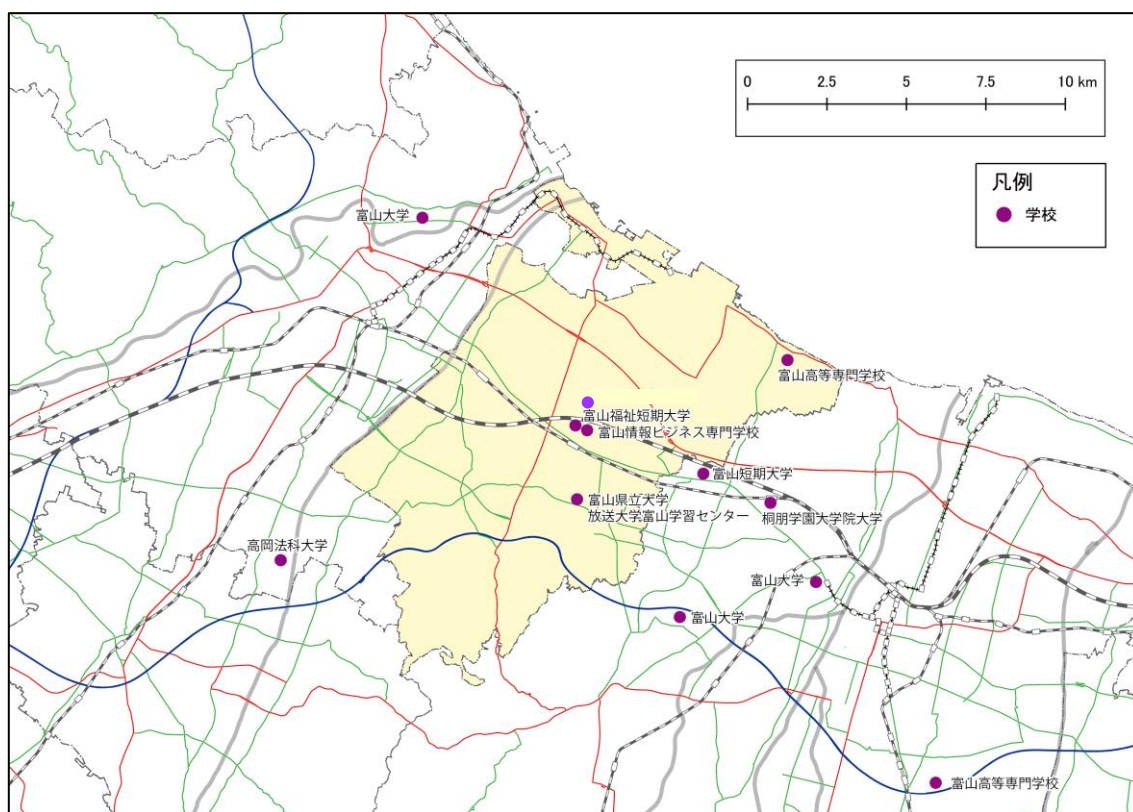 0 2.5 5 7.5 10 km
凡例
学校
富山大学
富山高等専門学校
富山福祉短期大学
富山情報ビジネス専門学校
富山短期大学
富山県立大学
放送大学富山学習センター
桐朋学園大学院大学
高岡法科大学
富山大学
富山大学
富山高等専門学校